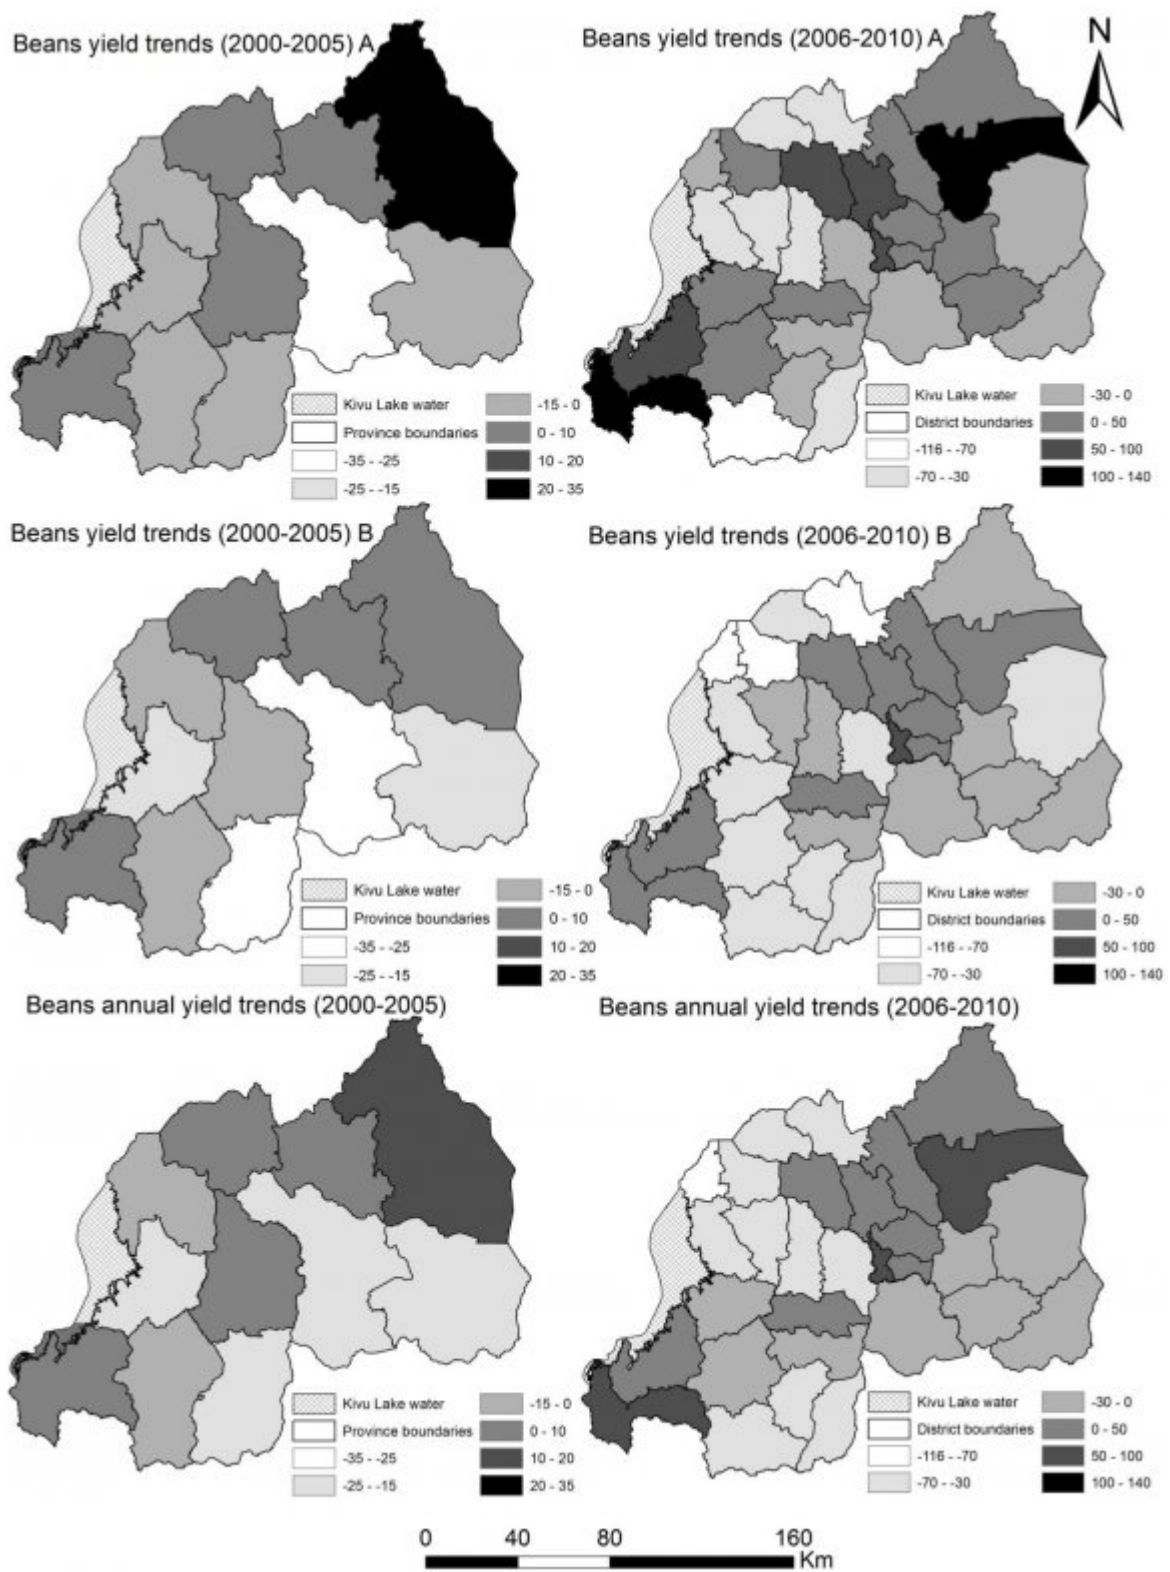 Beans yield trends (2000-2005) A
Kivu Lake water
Province boundaries
-35 - -25
-25 - -15
-15 - 0
0 - 10
10 - 20
20 - 35
Beans yield trends (2006-2010) A
N
Kivu Lake water
District boundaries
-116 - -70
-70 - -30
-30 - 0
0 - 50
50 - 100
100 - 140
Beans yield trends (2000-2005) B
Kivu Lake water
Province boundaries
-35 - -25
-25 - -15
-15 - 0
0 - 10
10 - 20
20 - 35
Beans yield trends (2006-2010) B
Kivu Lake water
District boundaries
-116 - -70
-70 - -30
-30 - 0
0 - 50
50 - 100
100 - 140
Beans annual yield trends (2000-2005)
Kivu Lake water
Province boundaries
-35 - -25
-25 - -15
-15 - 0
0 - 10
10 - 20
20 - 35
Beans annual yield trends (2006-2010)
Kivu Lake water
District boundaries
-116 - -70
-70 - -30
-30 - 0
0 - 50
50 - 100
100 - 140
0 40 80 160
Km